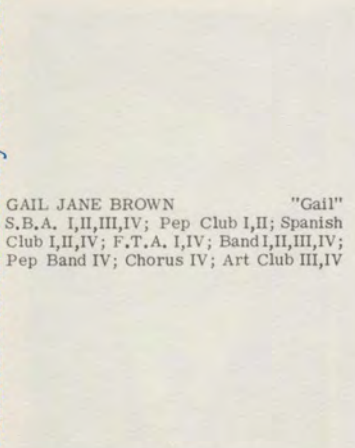 GAIL JANE BROWN "Gail"
S.B.A. I,II,III,IV; Pep Club I,II; Spanish
Club I,II,IV; F.T.A. I,IV; Band I,II,III,IV;
Pep Band IV; Chorus IV; Art Club III,IV